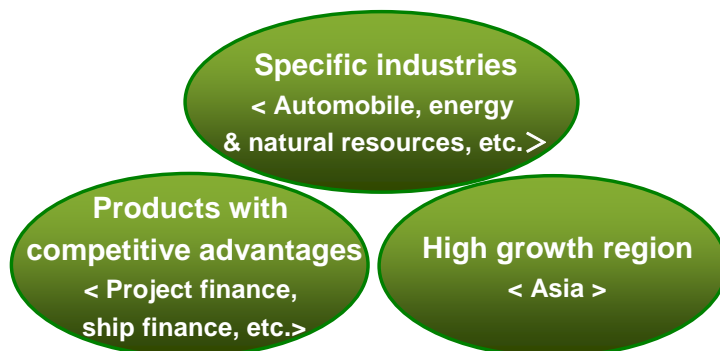 Specific industries
< Automobile, energy
& natural resources, etc.＞
Products with
competitive advantages
< Project finance,
ship finance, etc.>
High growth region
< Asia >